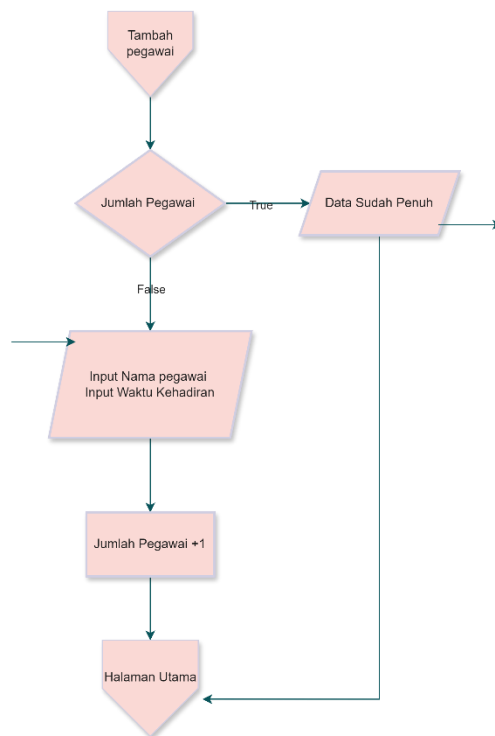 Tambah
pegawai
Jumlah Pegawai
True
Data Sudah Penuh
False
Input Nama pegawai
Input Waktu Kehadiran
Jumlah Pegawai +1
Halaman Utama